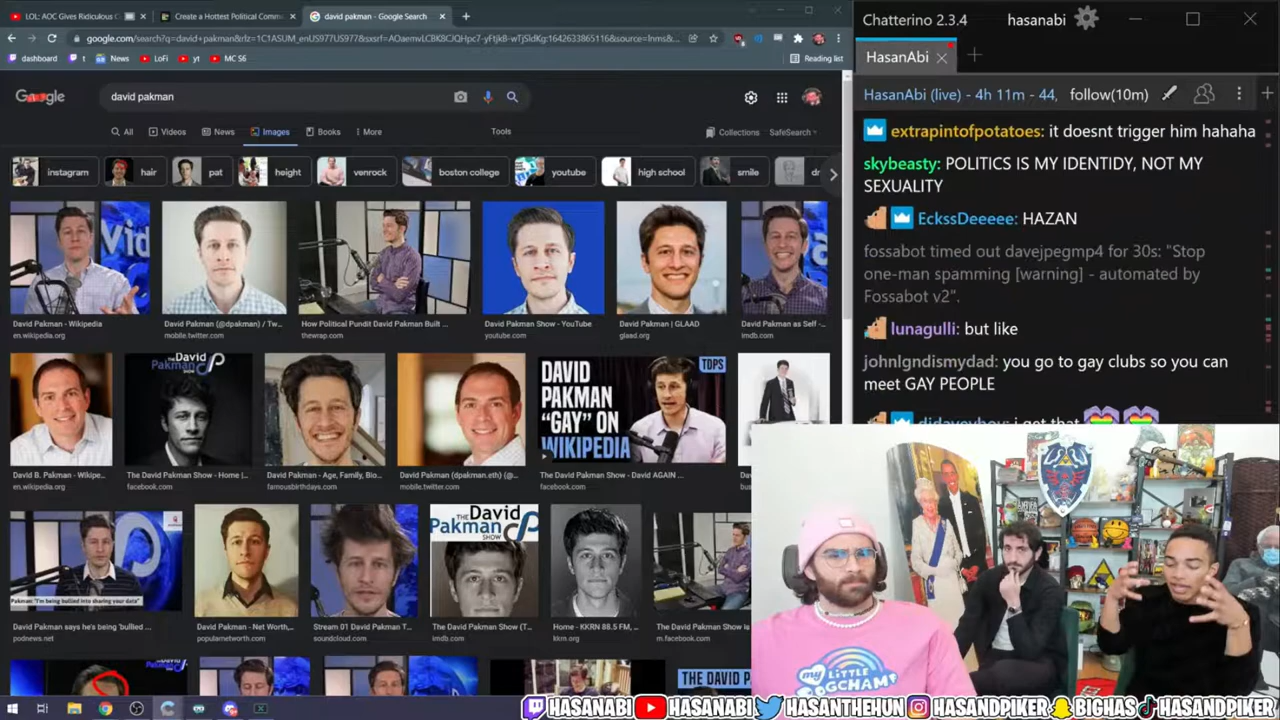 LOL: AOC Gives Ridiculous
Create a Hottest Political Comm
david pakman - Google Search
dashboard
t
News
LoFi
yt
MC S6
Reading list
Google
david pakman
All
Videos
News
Images
Books
More
Tools
Collections
SafeSearch
instagram
hair
pat
height
venrock
boston college
youtube
high school
smile
David Pakman - Wikipedia
en.wikipedia.org
David Pakman (@dpakman) / Tw...
mobile.twitter.com
How Political Pundit David Pakman Built ...
thewrap.com
David Pakman Show - YouTube
youtube.com
David Pakman | GLAAD
glaad.org
David Pakman as Self -...
imdb.com
The David
Pakman
DAVID
PAKMAN
"GAY" ON
WIKIPEDIA
TDPS
David B. Pakman - Wikipe...
en.wikipedia.org
The David Pakman Show - Home |...
facebook.com
David Pakman - Age, Family, Bio...
famousbirthdays.com
David Pakman (dpakman.eth) (@...
mobile.twitter.com
The David Pakman Show - David AGAIN ...
facebook.com
The David
Pakman
SHOW
Pakman: "I'm being bullied into sharing your data"
David Pakman says he's being 'bullied ...
podnews.net
David Pakman - Net Worth,...
popularnetworth.com
Stream 01 David Pakman T...
soundcloud.com
The David Pakman Show (T...
imdb.com
Home - KKRN 88.5 FM, ...
kkrn.org
The David Pakman Show is
m.facebook.com
THE DAVID
Chatterino 2.3.4
hasanabi
HasanAbi
HasanAbi (live) - 4h 11m - 44,
follow(10m)
extrapintofpotatoes: it doesnt trigger him hahaha
skybeasty: POLITICS IS MY IDENTIDY, NOT MY
SEXUALITY
EckssDeeeee: HAZAN
fossabot timed out davejpegmp4 for 30s: "Stop
one-man spamming [warning] - automated by
Fossabot v2".
lunagulli: but like
johnlgndismydad: you go to gay clubs so you can
meet GAY PEOPLE
i get that
my
LITTLE
POGCHAMP
HASANABI
HASANABI
HASANTHEHUN
HASANDPIKER
BIGHAS
HASANDPIKER